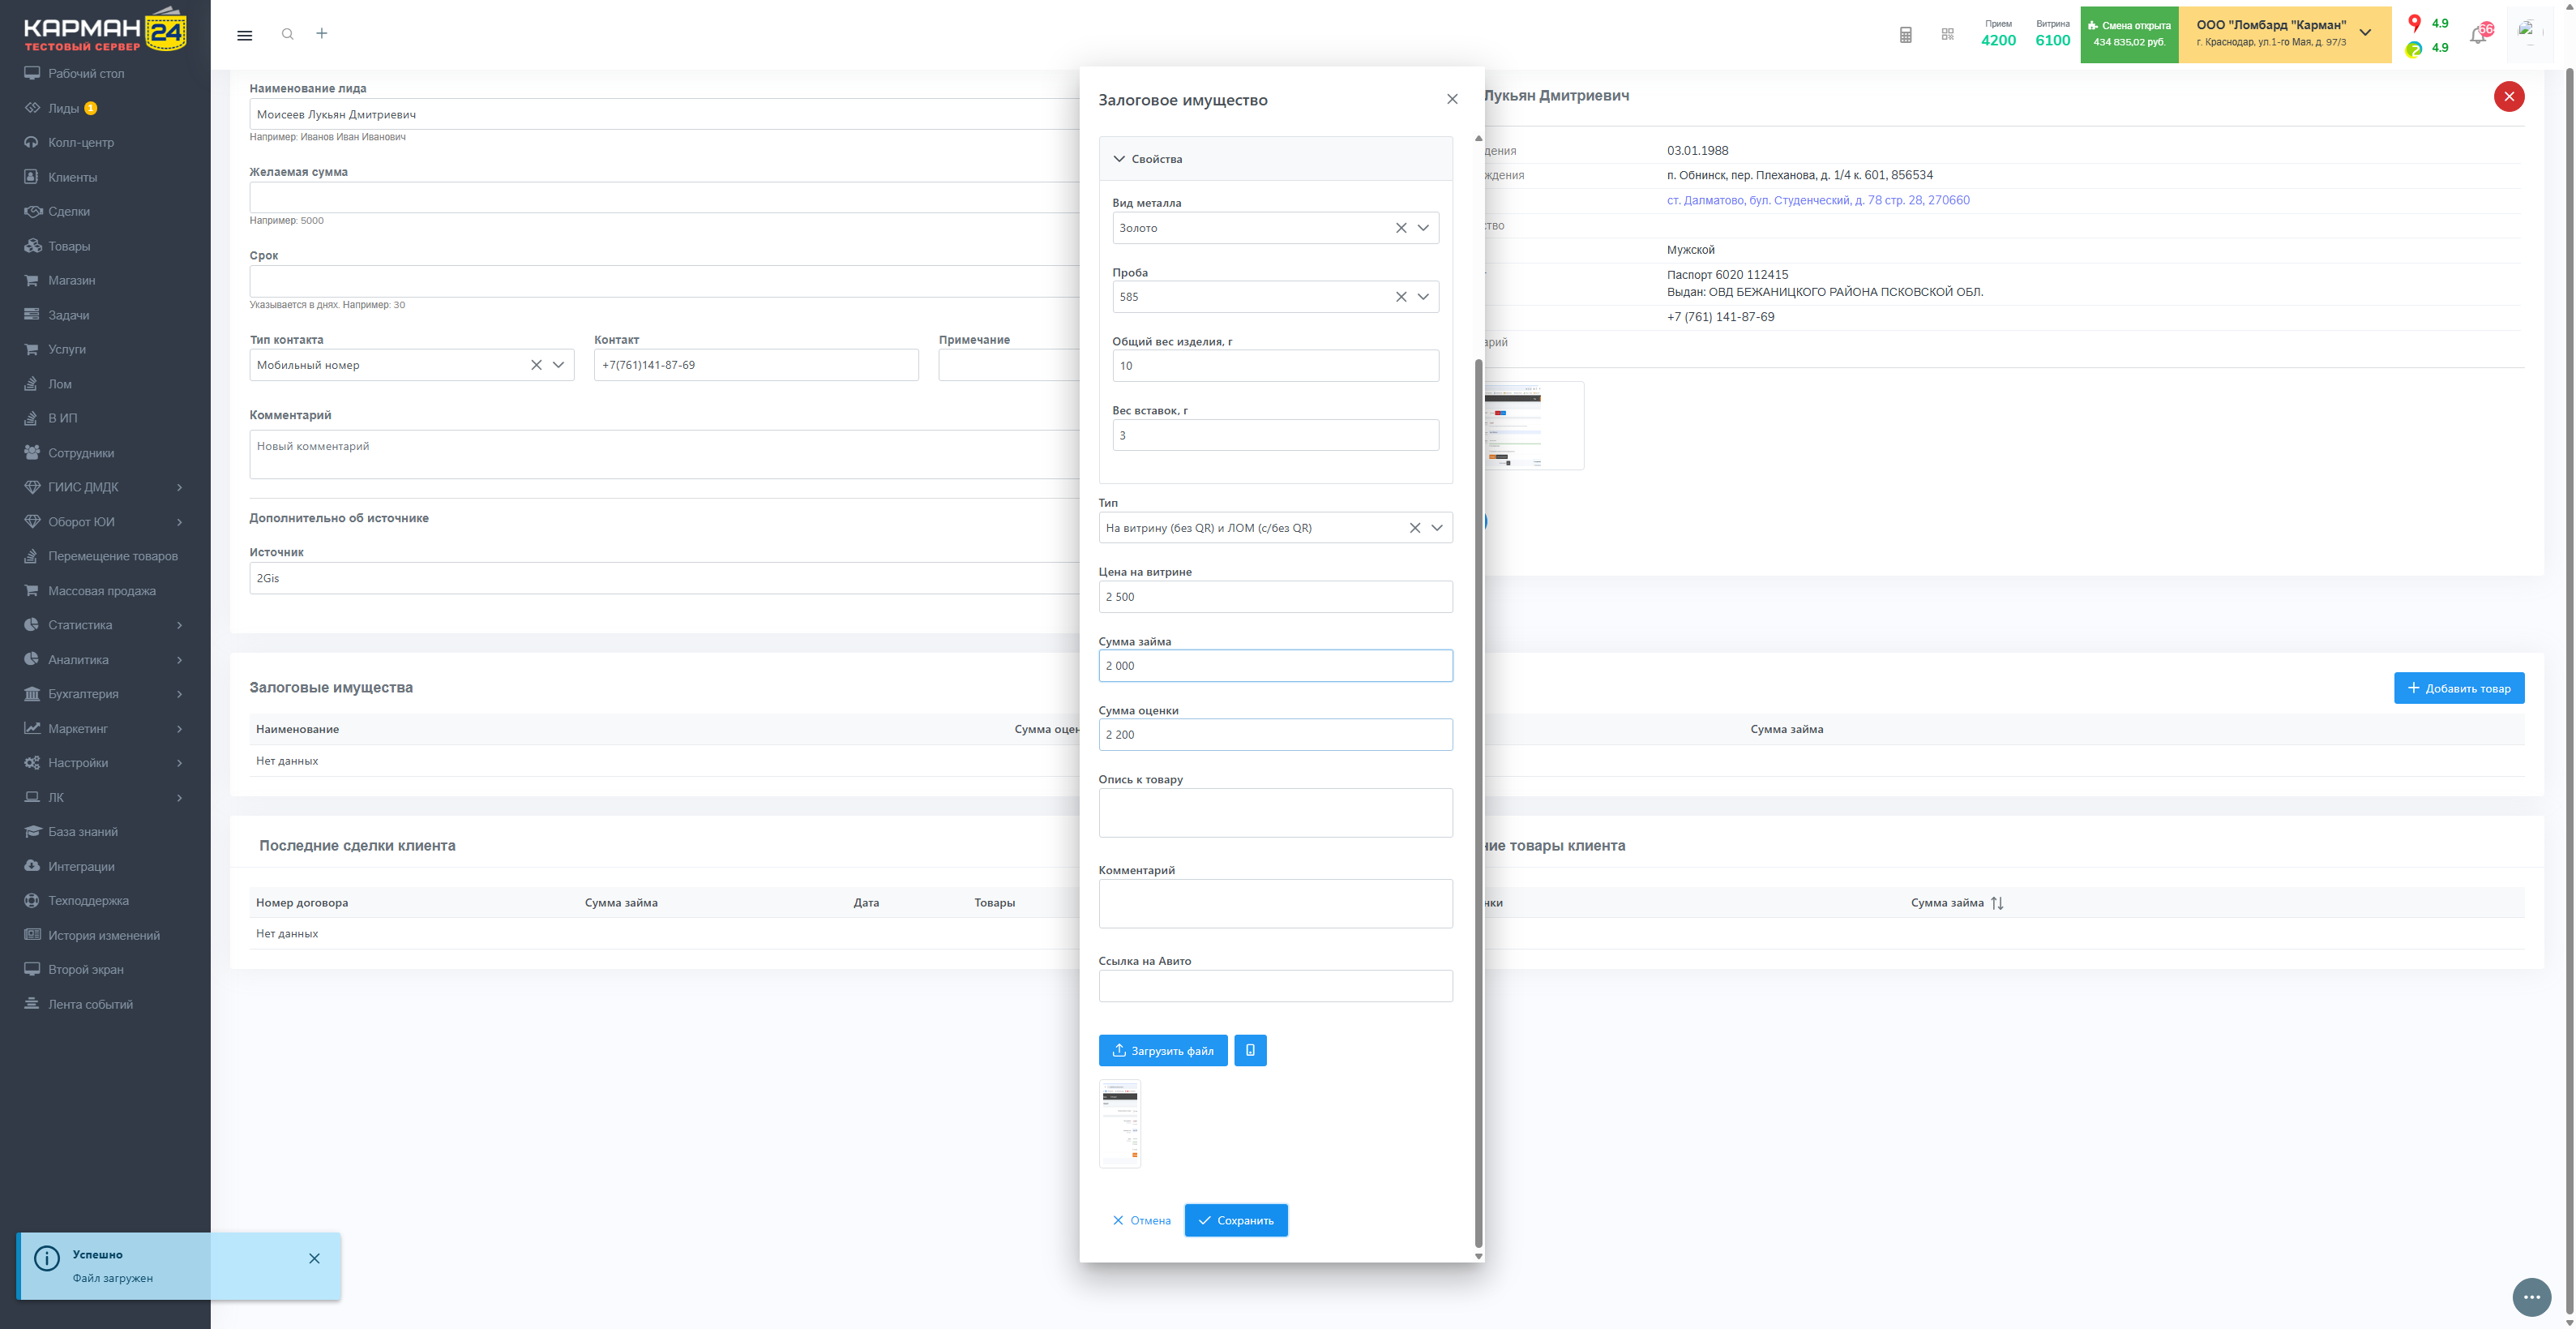 КАРМАН 24
ТЕСТОВЫЙ СЕРВЕР
Рабочий стол
Лиды 1
Колл-центр
Клиенты
Сделки
Товары
Магазин
Задачи
Услуги
Лом
В ИП
Сотрудники
ГИИС ДМДК
Оборот ЮИ
Перемещение товаров
Массовая продажа
Статистика
Аналитика
Бухгалтерия
Маркетинг
Настройки
ЛК
База знаний
Интеграции
Техподдержка
История изменений
Второй экран
Лента событий
Прием
4200
Витрина
6100
Смена открыта
434 835,02 руб.
ООО "Ломбард "Карман"
г. Краснодар, ул.1-го Мая, д. 97/3
4.9
4.9
Наименование лида
Моисеев Лукьян Дмитриевич
Например: Иванов Иван Иванович
Желаемая сумма
Например: 5000
Срок
Указывается в днях. Например: 30
Тип контакта
Мобильный номер
Контакт
+7(761)141-87-69
Примечание
Комментарий
Новый комментарий
Дополнительно об источнике
Источник
2Gis
Залоговое имущество
Свойства
Вид металла
Золото
Проба
585
Общий вес изделия, г
10
Вес вставок, г
3
Тип
На витрину (без QR) и ЛОМ (с/без QR)
Цена на витрине
2 500
Сумма займа
2 000
Сумма оценки
2 200
Опись к товару
Комментарий
Ссылка на Авито
Загрузить файл
Отмена
Сохранить
Лукьян Дмитриевич
дения
03.01.1988
ждения
п. Обнинск, пер. Плеханова, д. 1/4 к. 601, 856534
ст. Далматово, бул. Студенческий, д. 78 стр. 28, 270660
тво
Мужской
Паспорт 6020 112415
Выдан: ОВД БЕЖАНИЦКОГО РАЙОНА ПСКОВСКОЙ ОБЛ.
+7 (761) 141-87-69
арий
Залоговые имущества
Добавить товар
Наименование
Сумма оцен
Сумма займа
Нет данных
Последние сделки клиента
Номер договора
Сумма займа
Дата
Товары
Нет данных
ние товары клиента
нки
Сумма займа
Успешно
Файл загружен